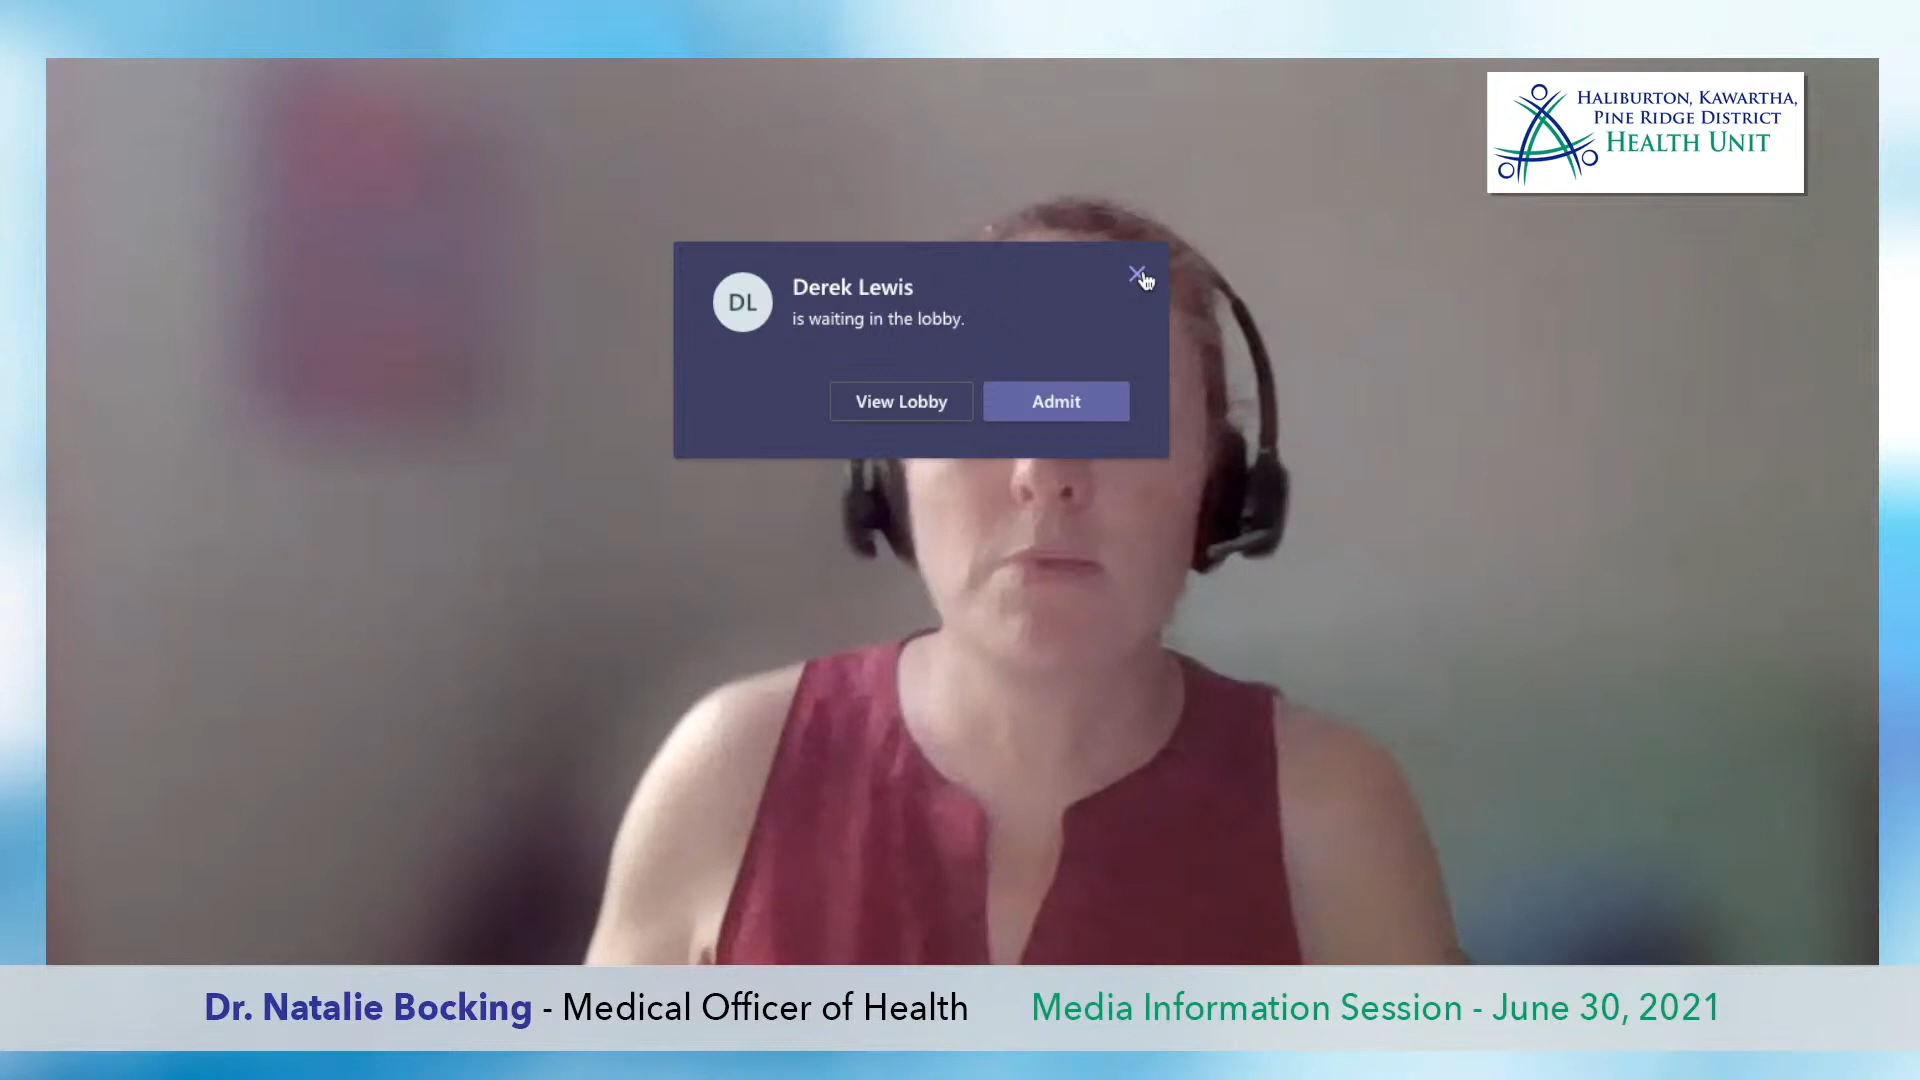 HALIBURTON, KAWARTHA,
PINE RIDGE DISTRICT
HEALTH UNIT
DL
Derek Lewis
is waiting in the lobby.
View Lobby
Admit
Dr. Natalie Bocking - Medical Officer of Health
Media Information Session - June 30, 2021